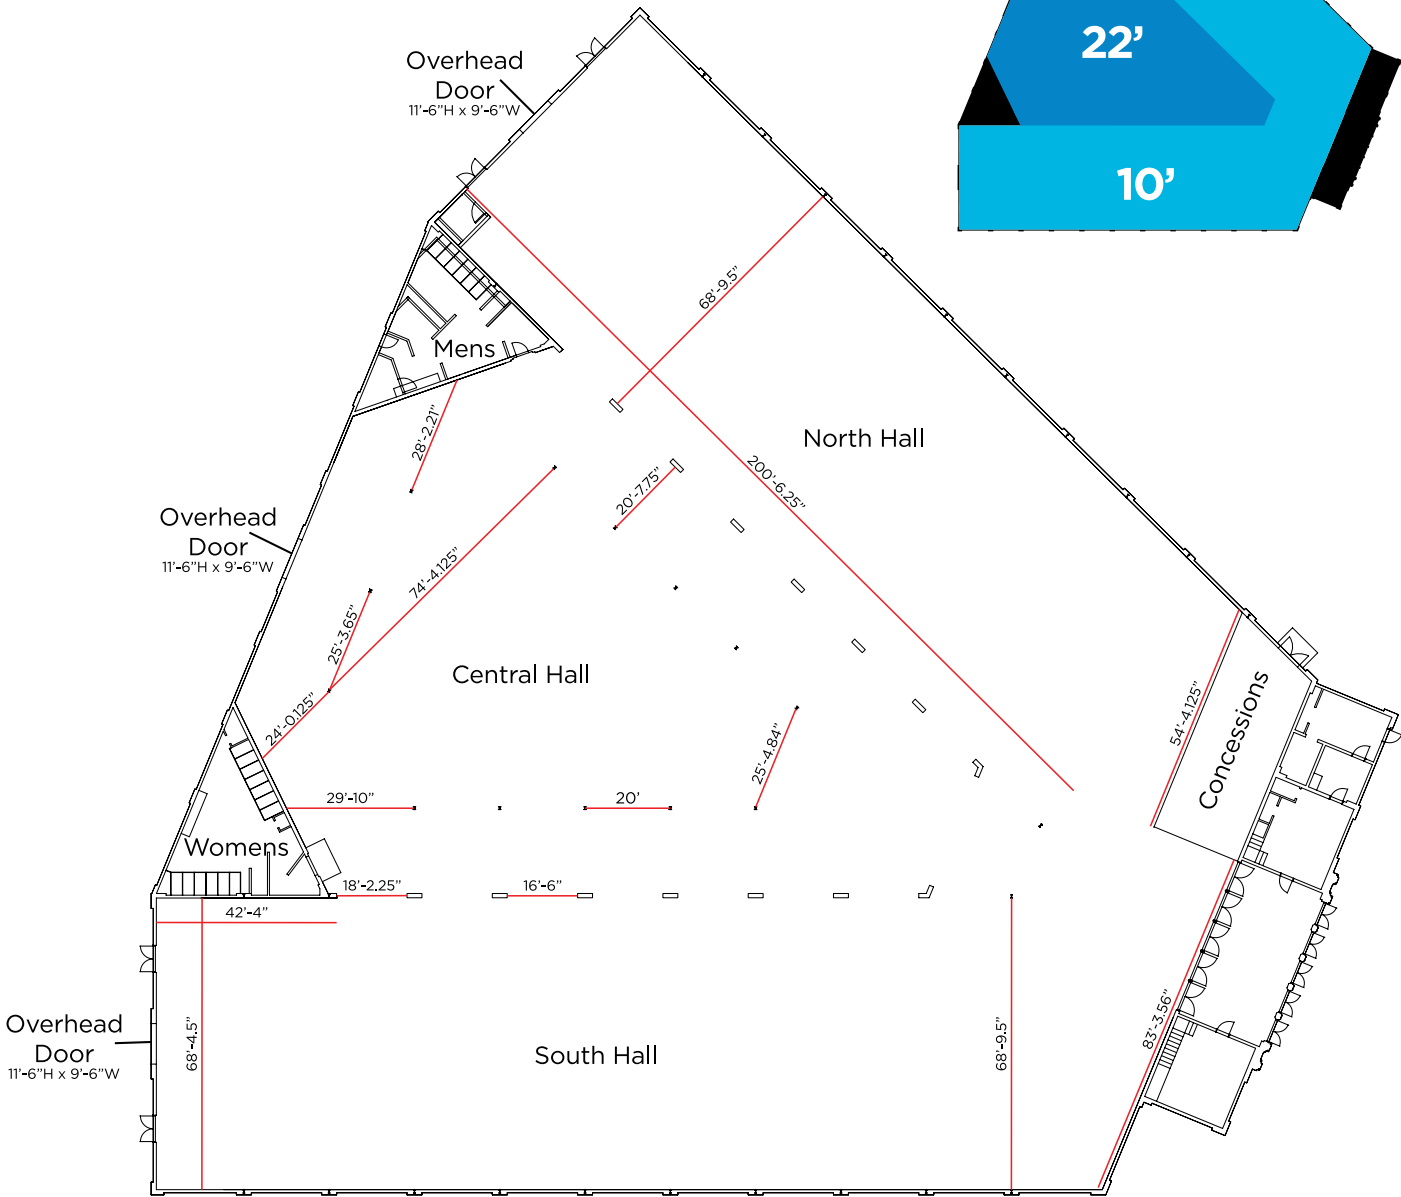 22’
10’
Overhead
Door
11’-6”H x 9’-6”W
Mens
68’-9.5”
North Hall
28’-2.21”
20’-7.75”
200’-6.25”
Overhead
Door
11’-6”H x 9’-6”W
74’-4.125”
25’-3.65”
Central Hall
24’-0.125”
25’-4.84”
54’-4.125”
Concessions
29’-10”
20’
Womens
18’-2.25”
16’-6”
42’-4”
Overhead
Door
11’-6”H x 9’-6”W
68’-4.5”
South Hall
68’-9.5”
83’-3.56”